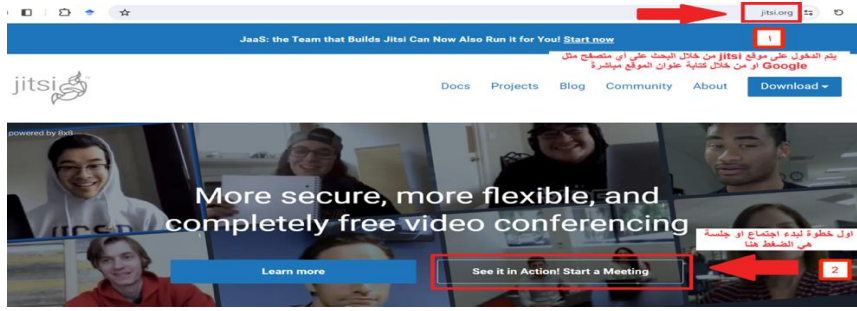 jitsi.org
JaaS: the Team that Builds Jitsi Can Now Also Run it for You! Start now
١
يتم الدخول على موقع jitsi من خلال البحث على أي متصفح مثل
Google او من خلال كتابة عنوان الموقع مباشرة
jitsi
Docs Projects Blog Community About Download
powered by 8x8
More secure, more flexible, and
completely free video conferencing
اول خطوة لبدء اجتماع او جلسة
هي الضغط هنا
Learn more
See it in Action! Start a Meeting
2